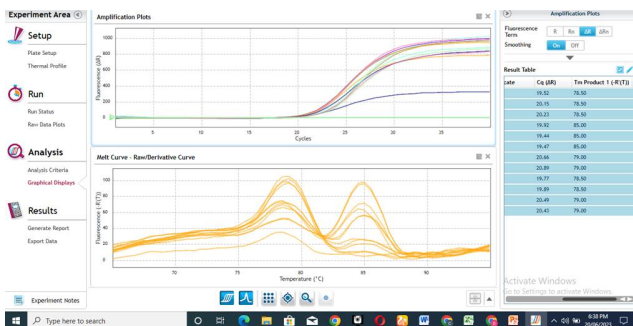 Experiment Area
Setup
Plate Setup
Thermal Profile
Run
Run Status
Raw Data Plots
Analysis
Analysis Criteria
Graphical Displays
Results
Generate Report
Export Data
Experiment Notes
Amplification Plots
Fluorescence (ΔR)
1000
800
600
400
200
0
5 10 15 20 25 30 35
Cycles
Melt Curve - Raw/Derivative Curve
Fluorescence (-R'(T))
100
80
60
40
20
0
70 75 80 85 90
Temperature (°C)
Amplification Plots
Fluorescence Term R Rn ΔR ΔRn
Smoothing On Off
Result Table
cate Cq (ΔR) Tm Product 1 (-R'(T))
19.52 78.50
20.15 78.50
20.23 78.50
19.92 85.00
19.44 85.00
19.47 85.00
20.66 79.00
20.89 79.00
19.77 78.50
19.89 78.50
20.49 79.00
20.43 79.00
Activate Windows
Go to Settings to activate Windows.
Type here to search
6:38 PM
20/06/2023